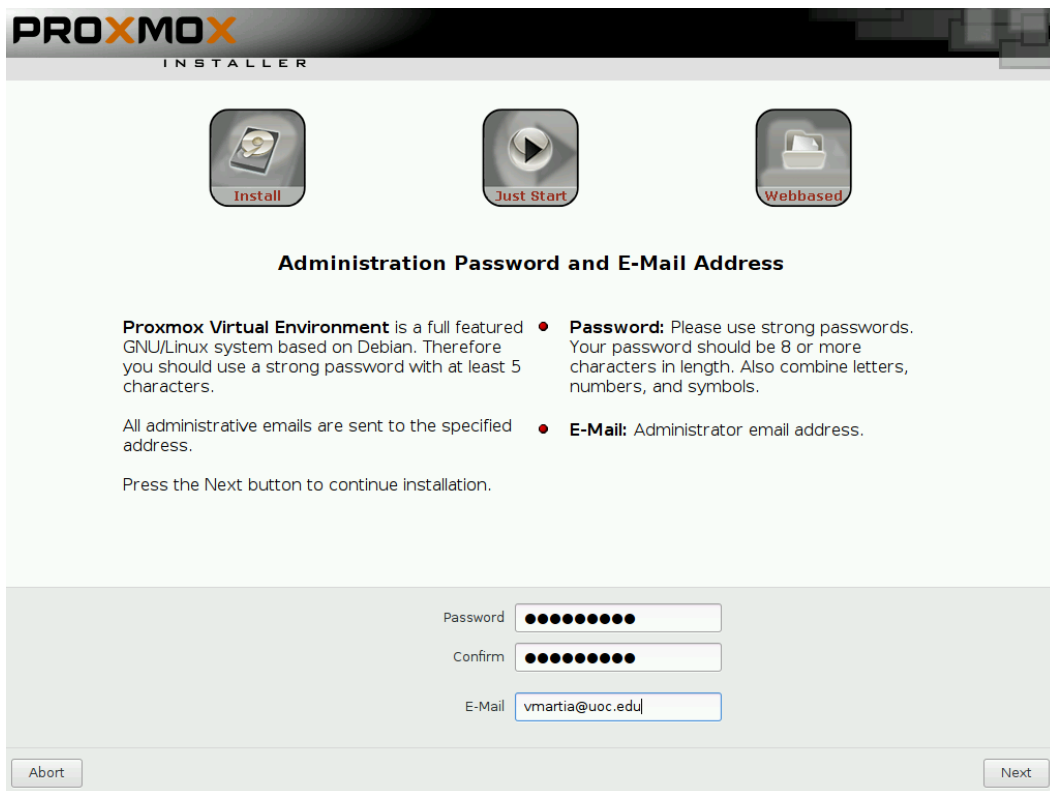 PROXMOX
INSTALLER
Install
Just Start
Webbased
Administration Password and E-Mail Address
Proxmox Virtual Environment is a full featured
GNU/Linux system based on Debian. Therefore
you should use a strong password with at least 5
characters.
All administrative emails are sent to the specified
address.
Press the Next button to continue installation.
Password: Please use strong passwords.
Your password should be 8 or more
characters in length. Also combine letters,
numbers, and symbols.
E-Mail: Administrator email address.
Password ●●●●●●●●●
Confirm ●●●●●●●●●
E-Mail vmartia@uoc.edu
Abort Next